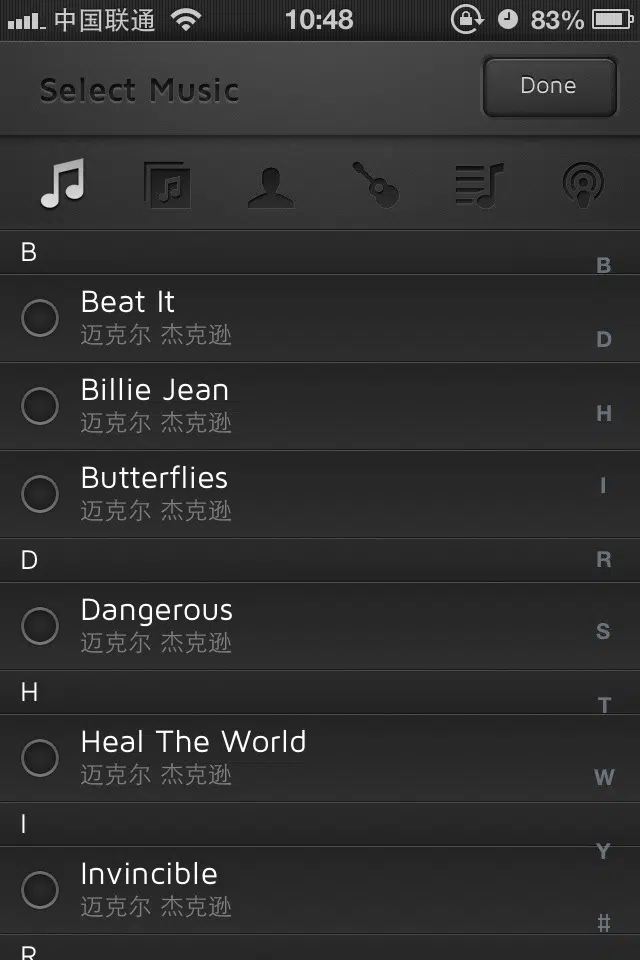 中国联通 10:48 83%
Select Music Done
B
Beat It
迈克尔 杰克逊
Billie Jean
迈克尔 杰克逊
Butterflies
迈克尔 杰克逊
D
Dangerous
迈克尔 杰克逊
H
Heal The World
迈克尔 杰克逊
I
Invincible
迈克尔 杰克逊
R
B
D
H
I
R
S
T
W
Y
#